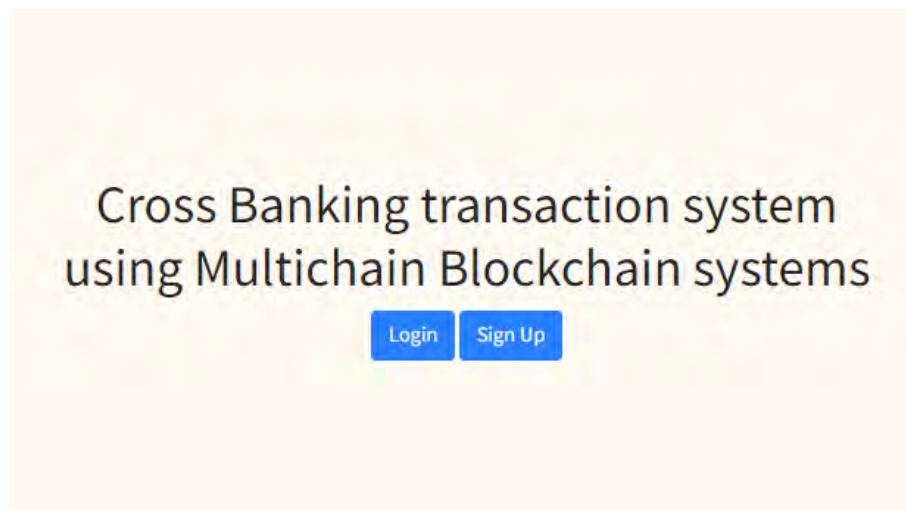 Cross Banking transaction system
using Multichain Blockchain systems
Login Sign Up